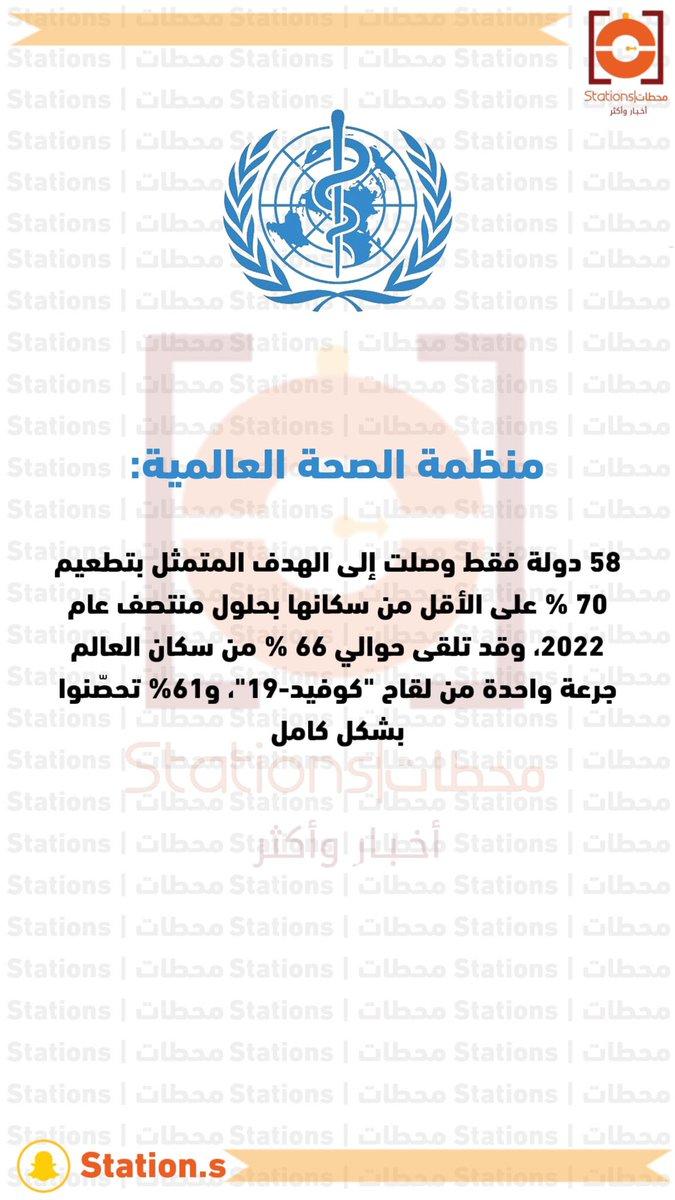 محطات|Stations
أخبار وأكثر
منظمة الصحة العالمية:
58 دولة فقط وصلت إلى الهدف المتمثل بتطعيم
70 % على الأقل من سكانها بحلول منتصف عام
2022، وقد تلقى حوالي 66 % من سكان العالم
جرعة واحدة من لقاح "كوفيد-19"، و61% تحصّنوا
بشكل كامل
محطات|Stations
أخبار وأكثر
Station.s